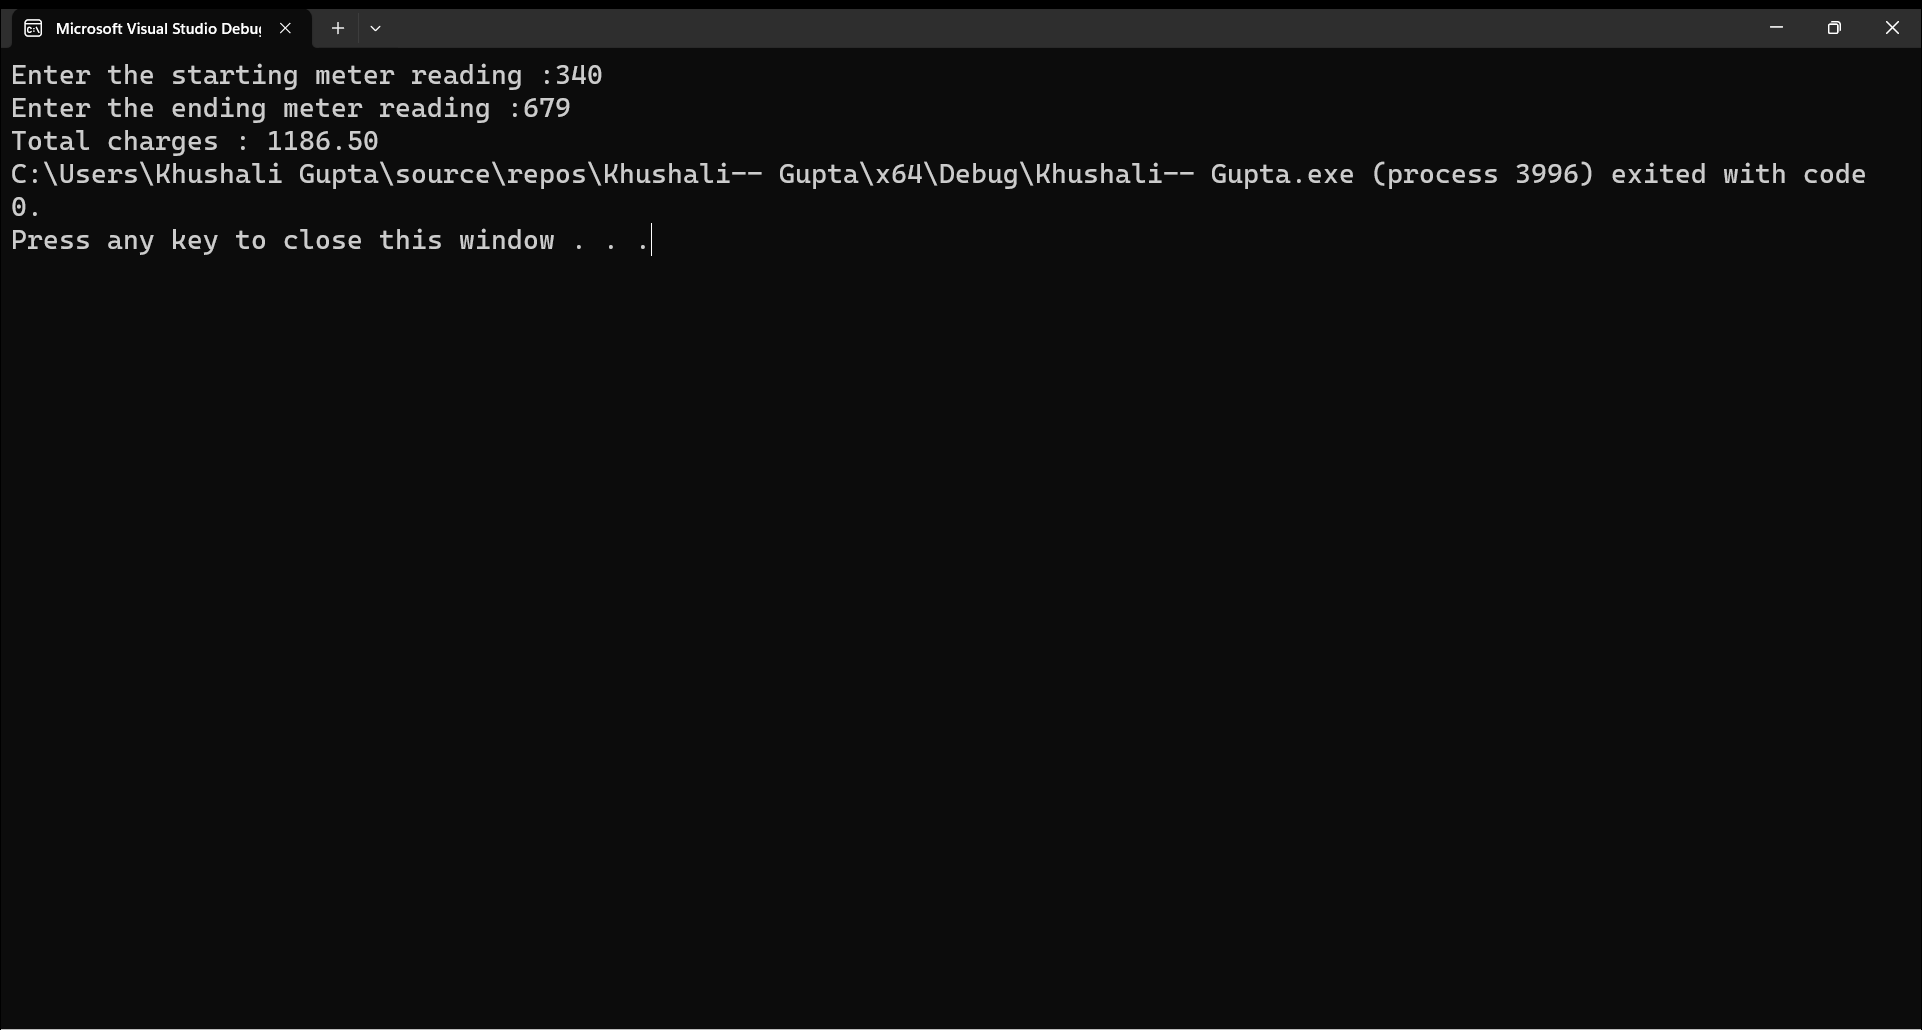 Microsoft Visual Studio Debug
Enter the starting meter reading :340
Enter the ending meter reading :679
Total charges : 1186.50
C:\Users\Khushali Gupta\source\repos\Khushali-- Gupta\x64\Debug\Khushali-- Gupta.exe (process 3996) exited with code
0.
Press any key to close this window . . .